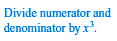 Divide numerator and
denominator by x³.